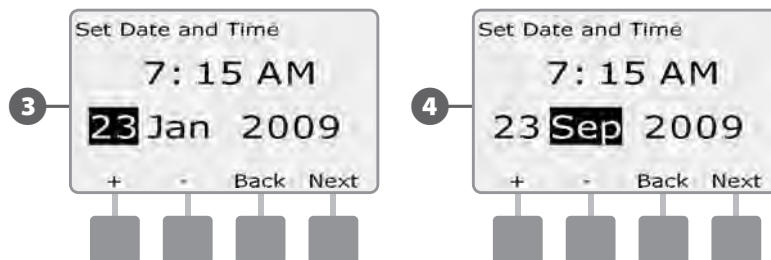 3
Set Date and Time
7: 15 AM
23 Jan 2009
+ - Back Next
4
Set Date and Time
7: 15 AM
23 Sep 2009
+ - Back Next